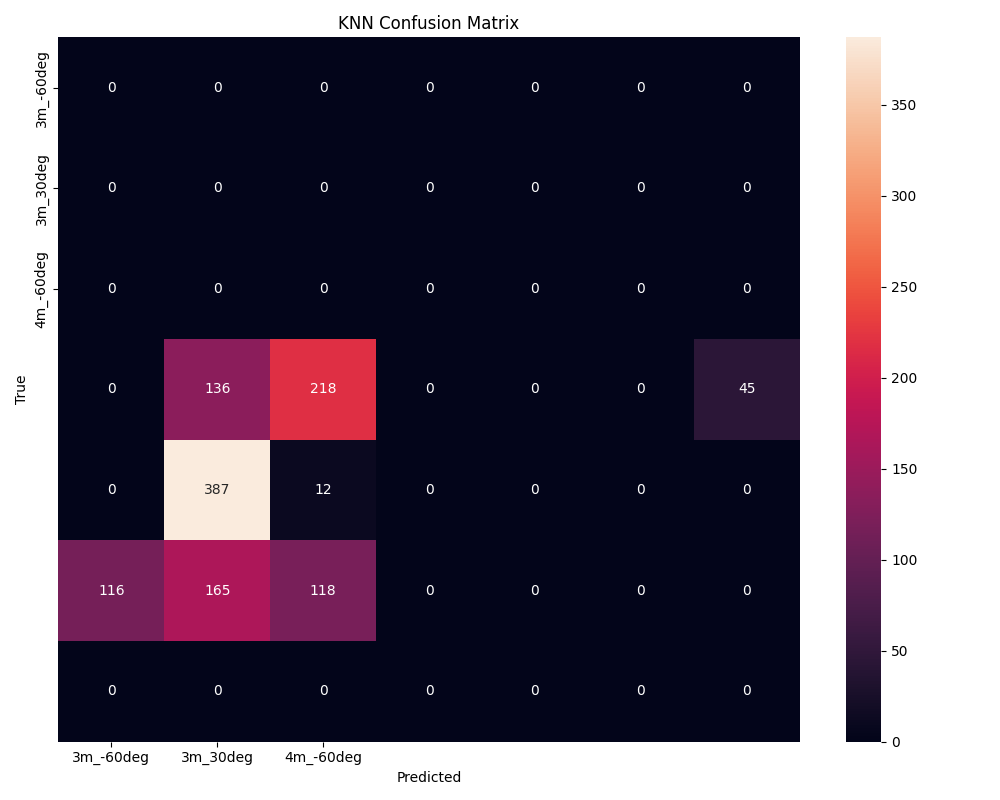 KNN Confusion Matrix
3m_-60deg
0 0 0 0 0 0 0
3m_30deg
0 0 0 0 0 0 0
4m_-60deg
0 0 0 0 0 0 0
True
0 136 218 0 0 0 45
0 387 12 0 0 0 0
116 165 118 0 0 0 0
0 0 0 0 0 0 0
3m_-60deg 3m_30deg 4m_-60deg
Predicted
350
300
250
200
150
100
50
0